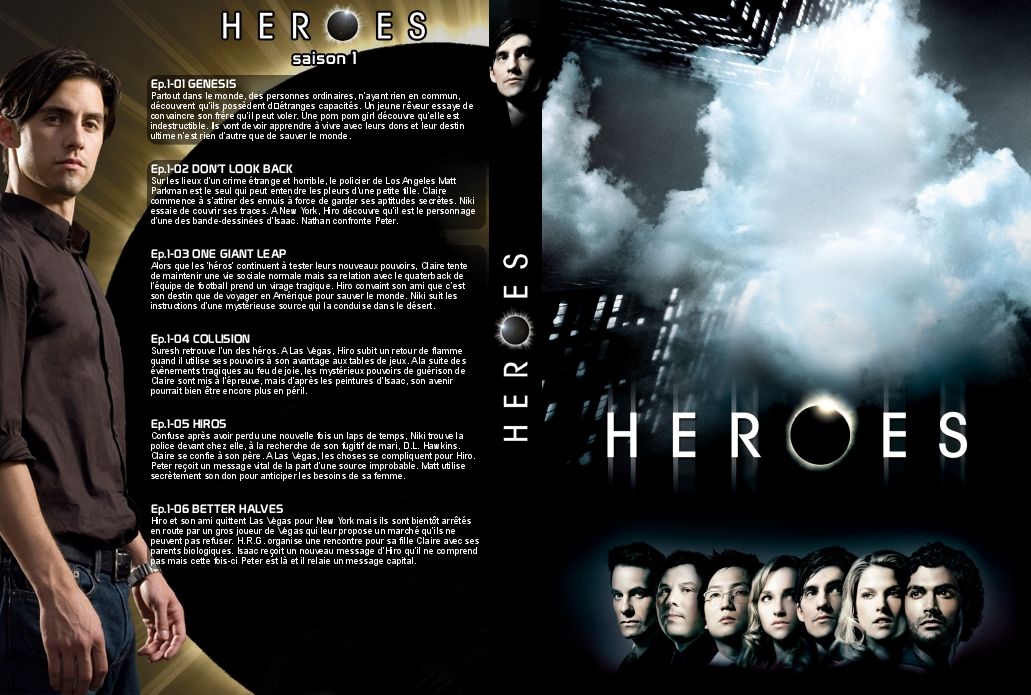 HEROES
saison 1
Ep.1-01 GENESIS
Partout dans le monde, des personnes ordinaires, n'ayant rien en commun,
découvrent qu'ils possèdent d□étranges capacités. Un jeune rêveur essaye de
convaincre son frère qu'il peut voler. Une pom pom girl découvre qu'elle est
indestructible. Ils vont devoir apprendre à vivre avec leurs dons et leur destin
ultime n'est rien d'autre que de sauver le monde.
Ep.1-02 DON'T LOOK BACK
Sur les lieux d'un crime étrange et horrible, le policier de Los Angeles Matt
Parkman est le seul qui peut entendre les pleurs d'une petite fille. Claire
commence à s'attirer des ennuis à force de garder ses aptitudes secrètes. Niki
essaie de couvrir ses traces. A New York, Hiro découvre qu'il est le personnage
d'une des bande-dessinées d'Isaac. Nathan confronte Peter.
Ep.1-03 ONE GIANT LEAP
Alors que les 'héros' continuent à tester leurs nouveaux pouvoirs, Claire tente
de maintenir une vie sociale normale mais sa relation avec le quaterback de
l'équipe de football prend un virage tragique. Hiro convaint son ami que c'est
son destin que de voyager en Amérique pour sauver le monde. Niki suit les
instructions d'une mystérieuse source qui la conduise dans le désert.
Ep.1-04 COLLISION
Suresh retrouve l'un des héros. A Las Vegas, Hiro subit un retour de flamme
quand il utilise ses pouvoirs à son avantage aux tables de jeux. A la suite des
évènements tragiques au feu de joie, les mystérieux pouvoirs de guérison de
Claire sont mis à l'épreuve, mais d'après les peintures d'Isaac, son avenir
pourrait bien être encore plus en péril.
Ep.1-05 HIROS
Confuse après avoir perdu une nouvelle fois un laps de temps, Niki trouve la
police devant chez elle, à la recherche de son fugitif de mari, D.L. Hawkins.
Claire se confie à son père. A Las Vegas, les choses se compliquent pour Hiro.
Peter reçoit un message vital de la part d'une source improbable. Matt utilise
secrètement son don pour anticiper les besoins de sa femme.
Ep.1-06 BETTER HALVES
Hiro et son ami quittent Las Vegas pour New York mais ils sont bientôt arrêtés
en route par un gros joueur de Vegas qui leur propose un marché qu'ils ne
peuvent pas refuser. H.R.G. organise une rencontre pour sa fille Claire avec ses
parents biologiques. Isaac reçoit un nouveau message d'Hiro qu'il ne comprend
pas mais cette fois-ci Peter est là et il relaie un message capital.
HEROES
HEROES